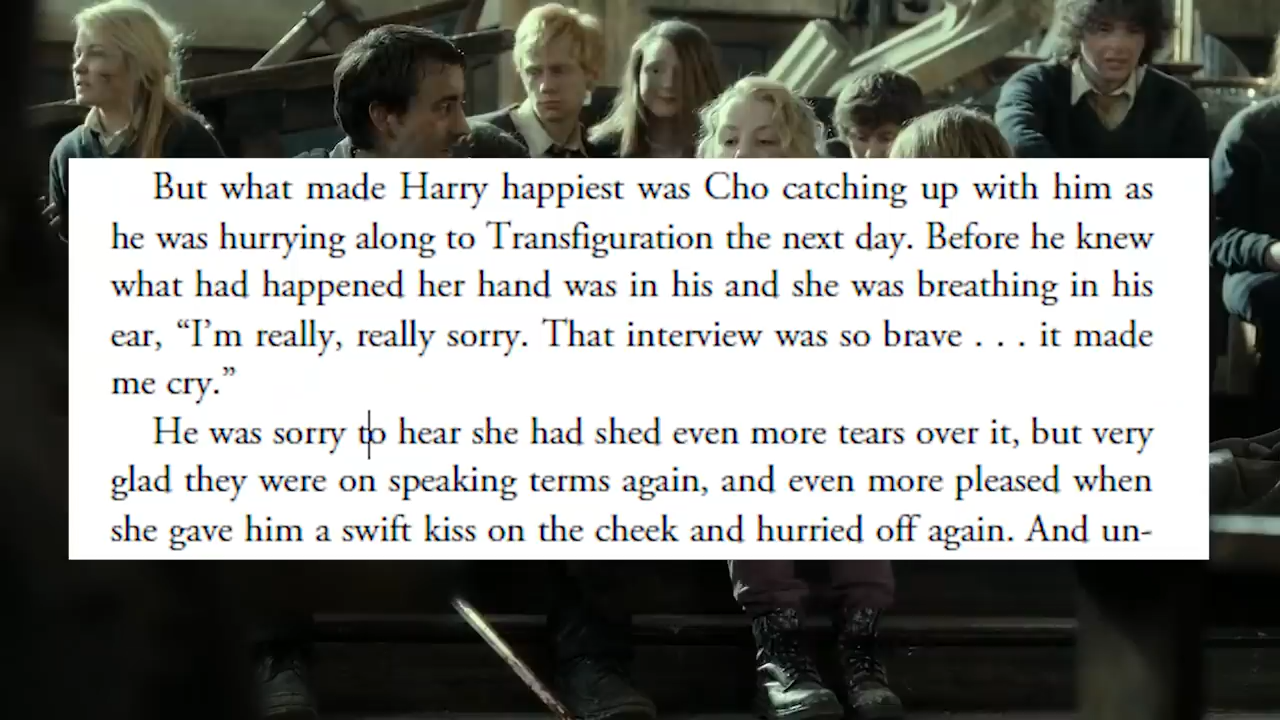 But what made Harry happiest was Cho catching up with him as
he was hurrying along to Transfiguration the next day. Before he knew
what had happened her hand was in his and she was breathing in his
ear, “I’m really, really sorry. That interview was so brave . . . it made
me cry.”
He was sorry to hear she had shed even more tears over it, but very
glad they were on speaking terms again, and even more pleased when
she gave him a swift kiss on the cheek and hurried off again. And un-